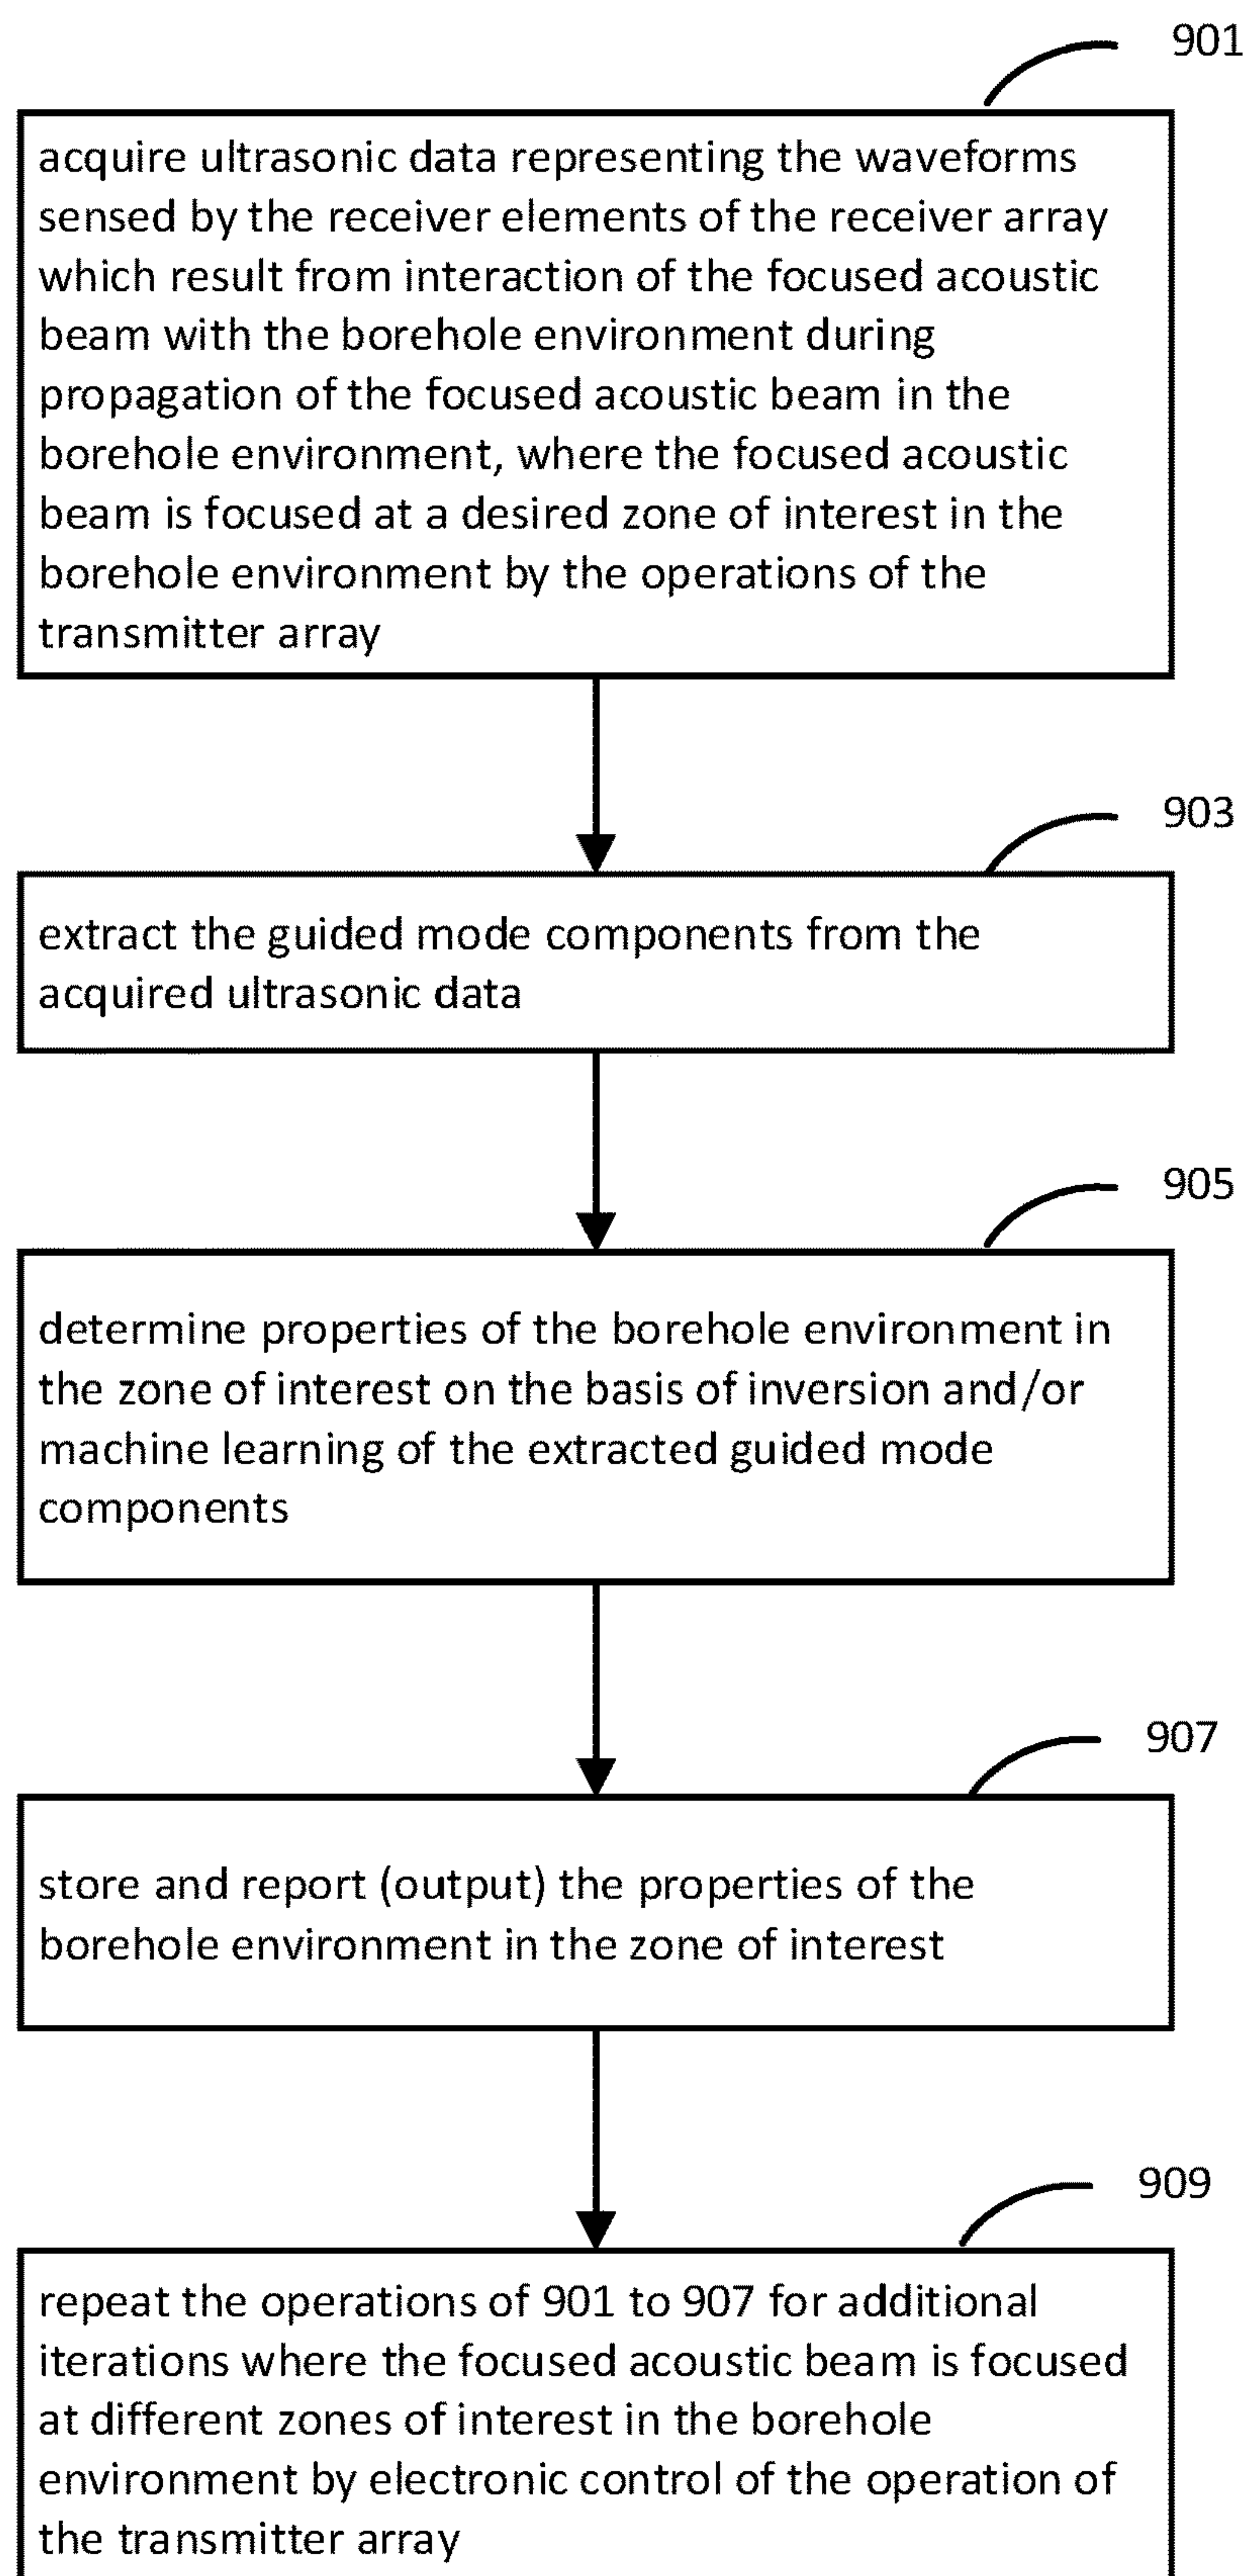 901
acquire ultrasonic data representing the waveforms
sensed by the receiver elements of the receiver array
which result from interaction of the focused acoustic
beam with the borehole environment during
propagation of the focused acoustic beam in the
borehole environment, where the focused acoustic
beam is focused at a desired zone of interest in the
borehole environment by the operations of the
transmitter array
903
extract the guided mode components from the
acquired ultrasonic data
905
determine properties of the borehole environment in
the zone of interest on the basis of inversion and/or
machine learning of the extracted guided mode
components
907
store and report (output) the properties of the
borehole environment in the zone of interest
909
repeat the operations of 901 to 907 for additional
iterations where the focused acoustic beam is focused
at different zones of interest in the borehole
environment by electronic control of the operation of
the transmitter array